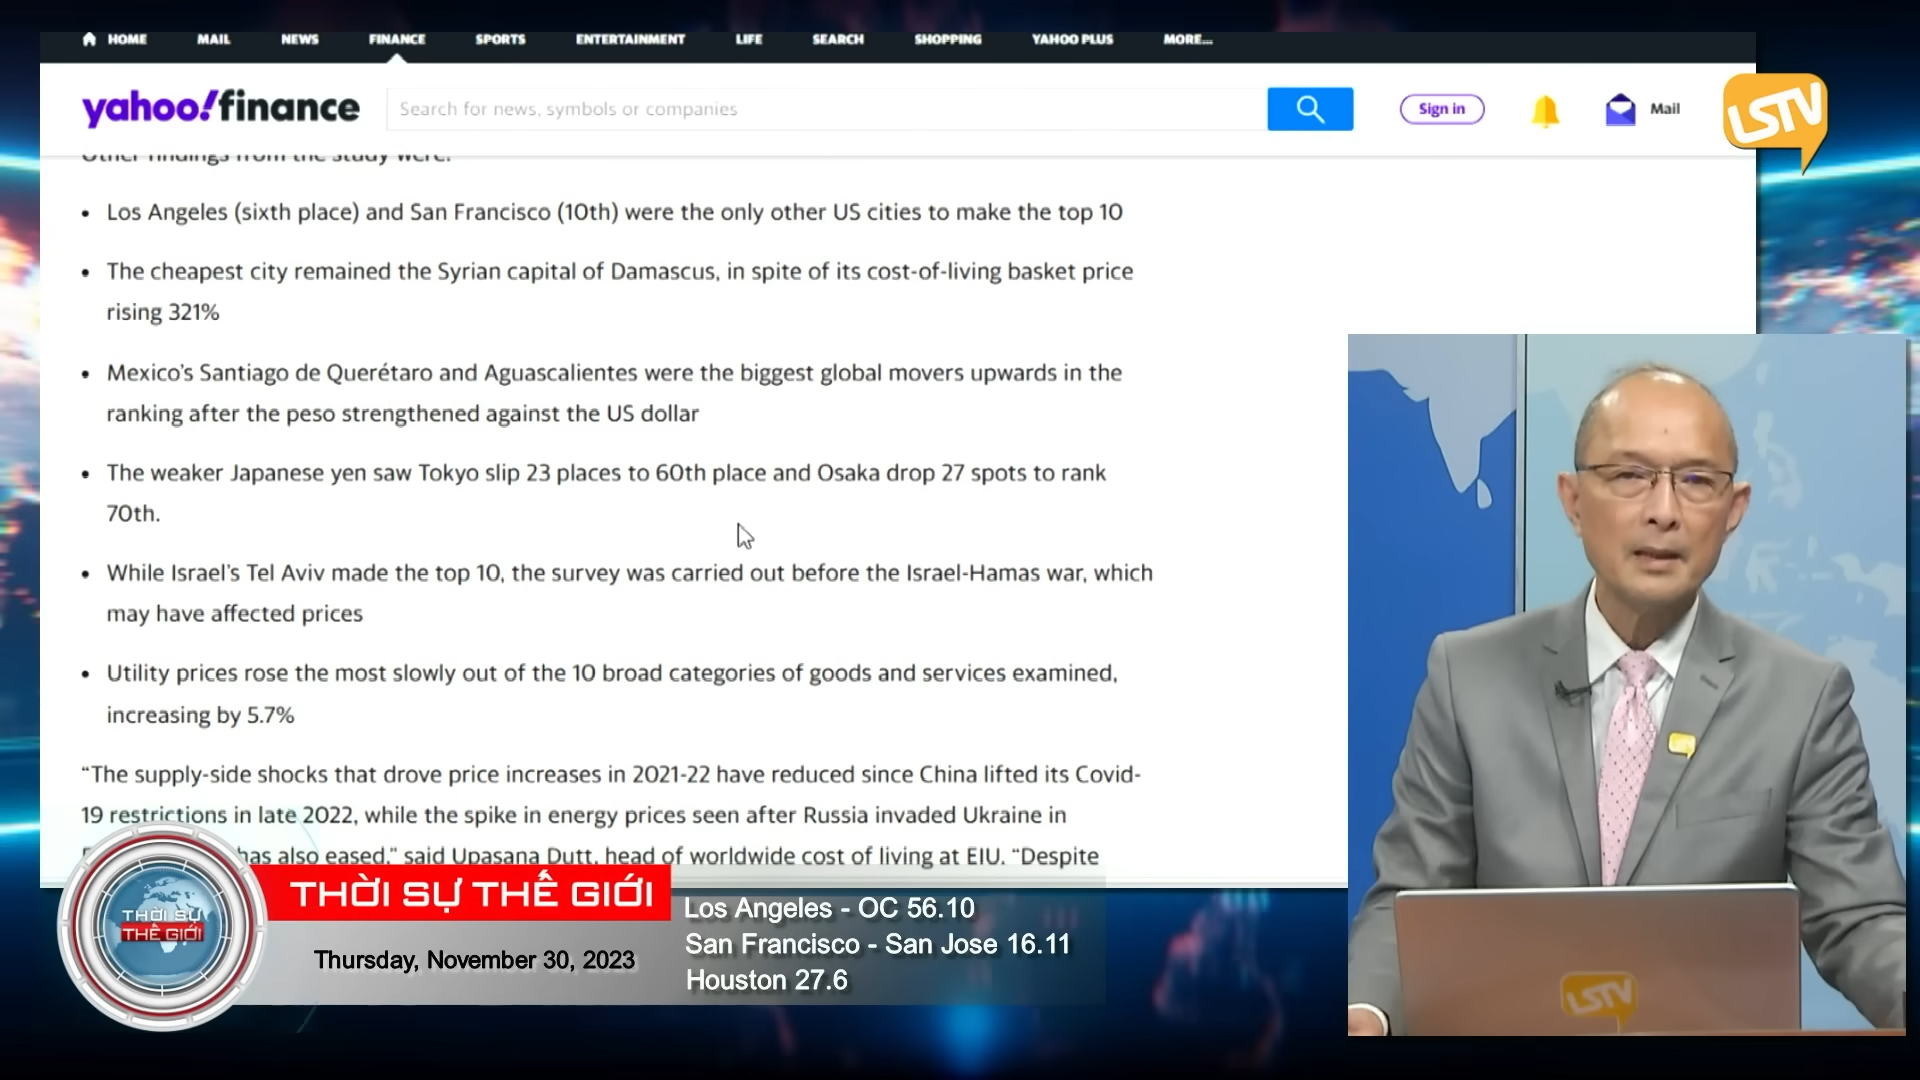 HOME MAIL NEWS FINANCE SPORTS ENTERTAINMENT LIFE SEARCH SHOPPING YAHOO PLUS MORE...
yahoo!finance Search for news, symbols or companies Sign in Mail
LSTV
Other findings from the study were:
• Los Angeles (sixth place) and San Francisco (10th) were the only other US cities to make the top 10
• The cheapest city remained the Syrian capital of Damascus, in spite of its cost-of-living basket price
rising 321%
• Mexico’s Santiago de Querétaro and Aguascalientes were the biggest global movers upwards in the
ranking after the peso strengthened against the US dollar
• The weaker Japanese yen saw Tokyo slip 23 places to 60th place and Osaka drop 27 spots to rank
70th.
• While Israel’s Tel Aviv made the top 10, the survey was carried out before the Israel-Hamas war, which
may have affected prices
• Utility prices rose the most slowly out of the 10 broad categories of goods and services examined,
increasing by 5.7%
“The supply-side shocks that drove price increases in 2021-22 have reduced since China lifted its Covid-
19 restrictions in late 2022, while the spike in energy prices seen after Russia invaded Ukraine in
has also eased,” said Upasana Dutt, head of worldwide cost of living at EIU. “Despite
THỜI SỰ
THẾ GIỚI
THỜI SỰ THẾ GIỚI
Thursday, November 30, 2023
Los Angeles - OC 56.10
San Francisco - San Jose 16.11
Houston 27.6
LSTV